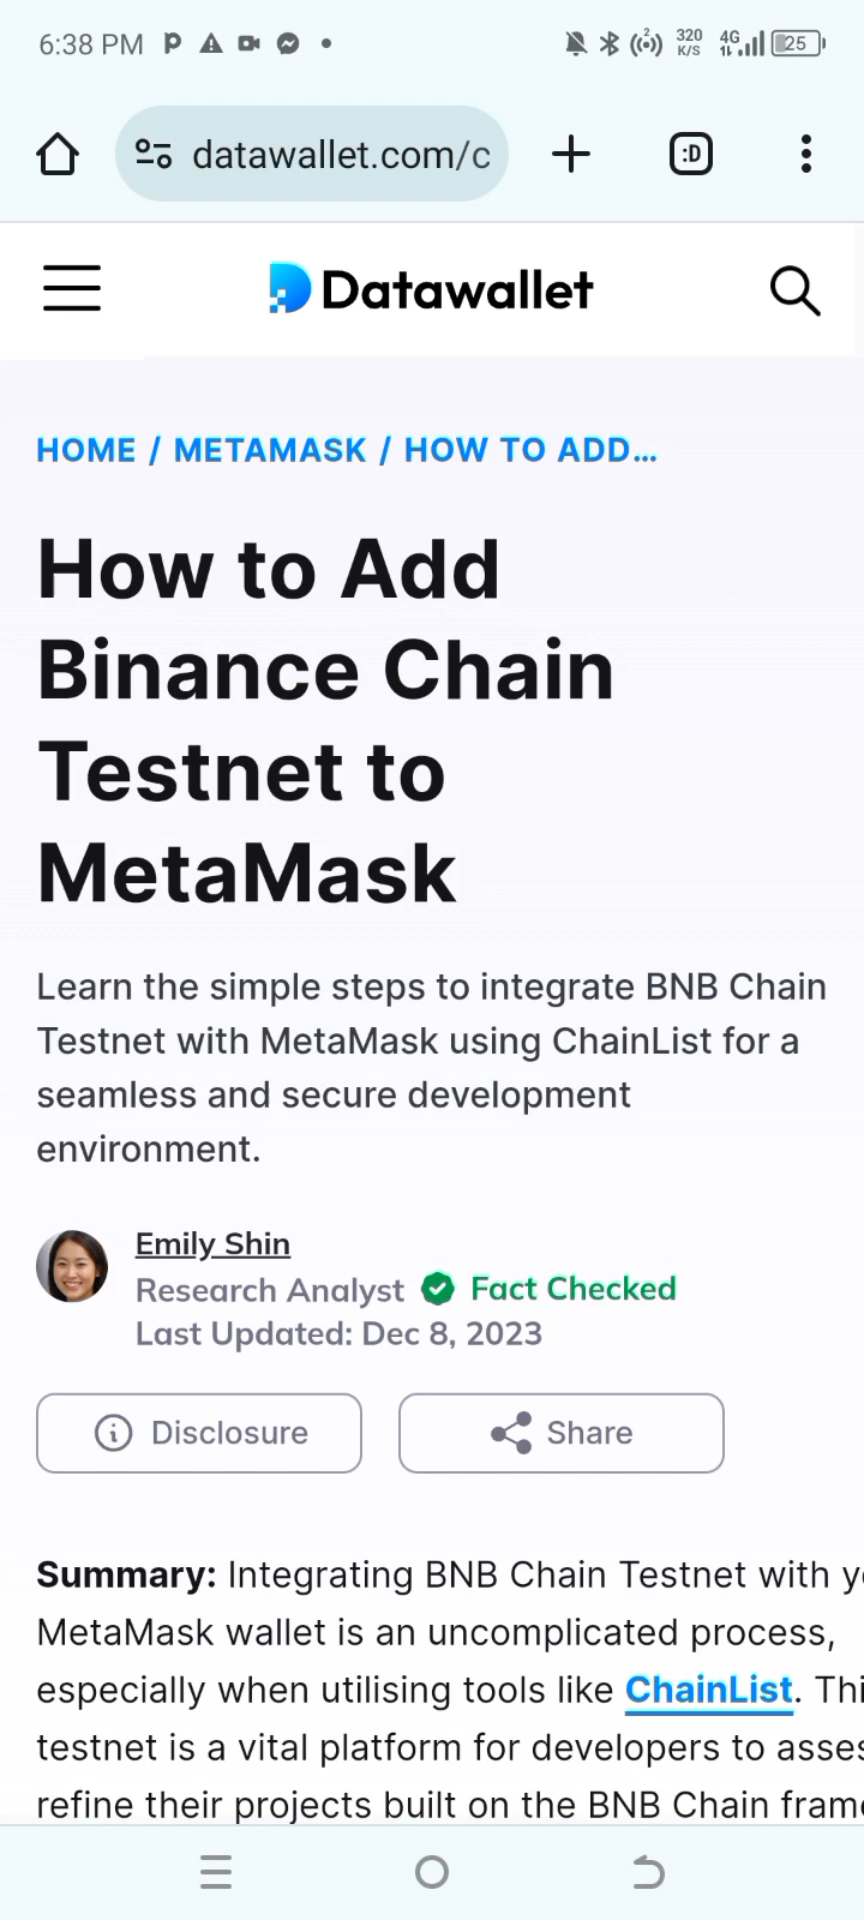 6:38 PM
2
320
K/S
4G
25
datawallet.com/c
:D
Datawallet
HOME / METAMASK / HOW TO ADD...
How to Add
Binance Chain
Testnet to
MetaMask
Learn the simple steps to integrate BNB Chain
Testnet with MetaMask using ChainList for a
seamless and secure development
environment.
Emily Shin
Research Analyst Fact Checked
Last Updated: Dec 8, 2023
Disclosure
Share
Summary: Integrating BNB Chain Testnet with
MetaMask wallet is an uncomplicated process,
especially when utilising tools like ChainList.
testnet is a vital platform for developers to
refine their projects built on the BNB Chain